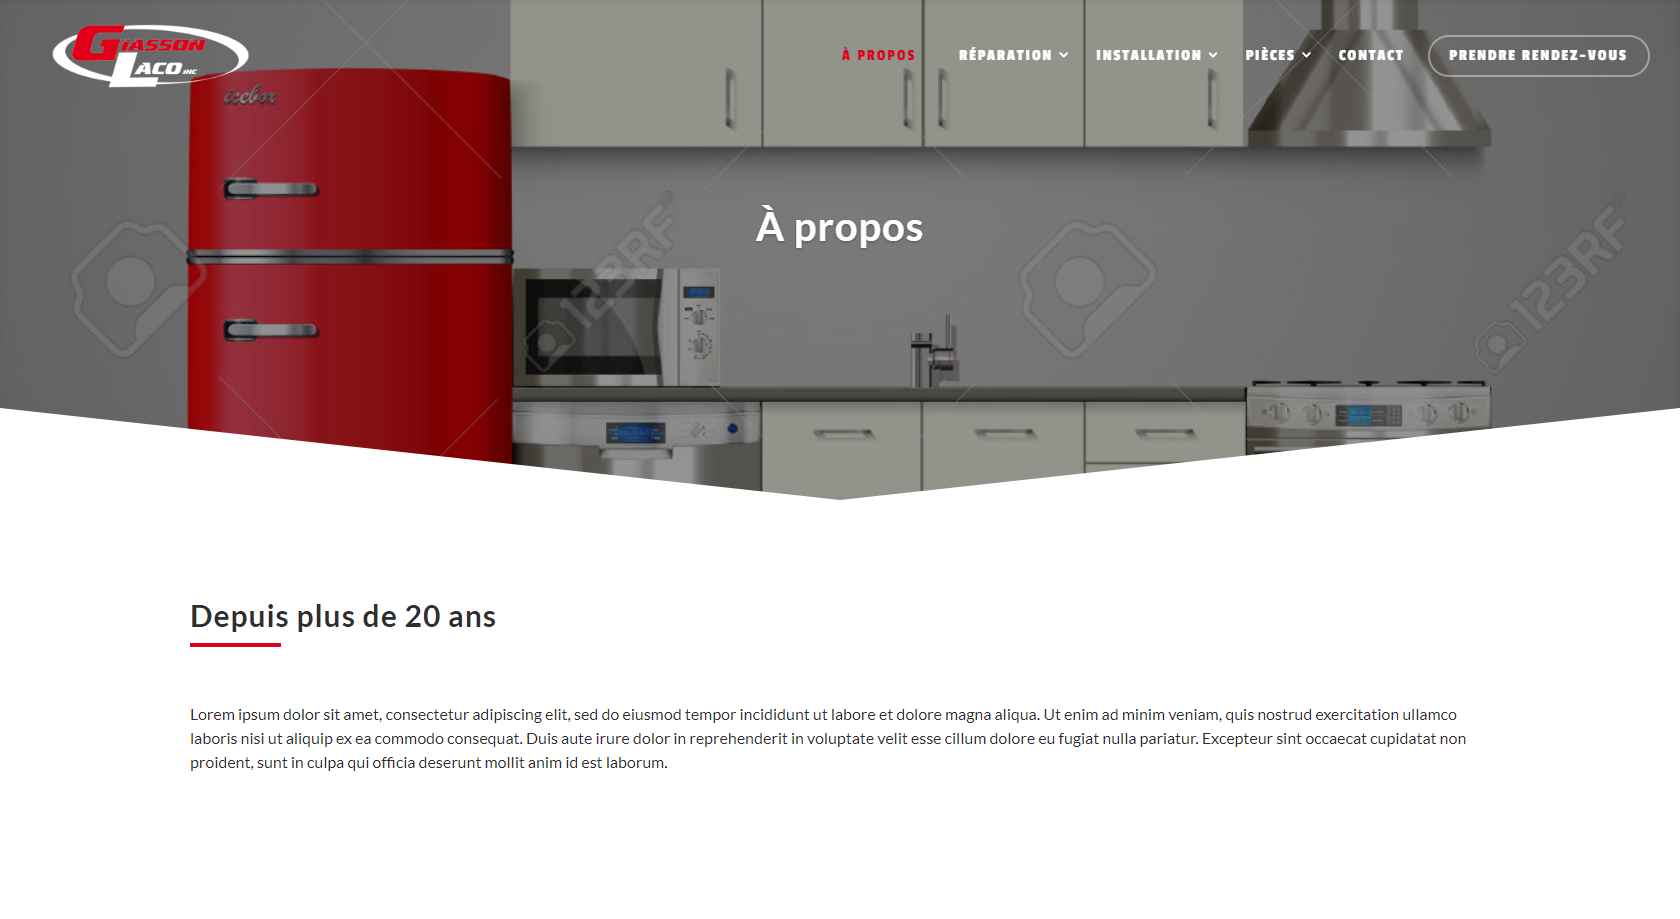 GIASSON
LACO INC
À PROPOS
RÉPARATION
INSTALLATION
PIÈCES
CONTACT
PRENDRE RENDEZ-VOUS
icebox
À propos
123RF®
123RF®
Depuis plus de 20 ans
Lorem ipsum dolor sit amet, consectetur adipiscing elit, sed do eiusmod tempor incididunt ut labore et dolore magna aliqua. Ut enim ad minim veniam, quis nostrud exercitation ullamco
laboris nisi ut aliquip ex ea commodo consequat. Duis aute irure dolor in reprehenderit in voluptate velit esse cillum dolore eu fugiat nulla pariatur. Excepteur sint occaecat cupidatat non
proident, sunt in culpa qui officia deserunt mollit anim id est laborum.